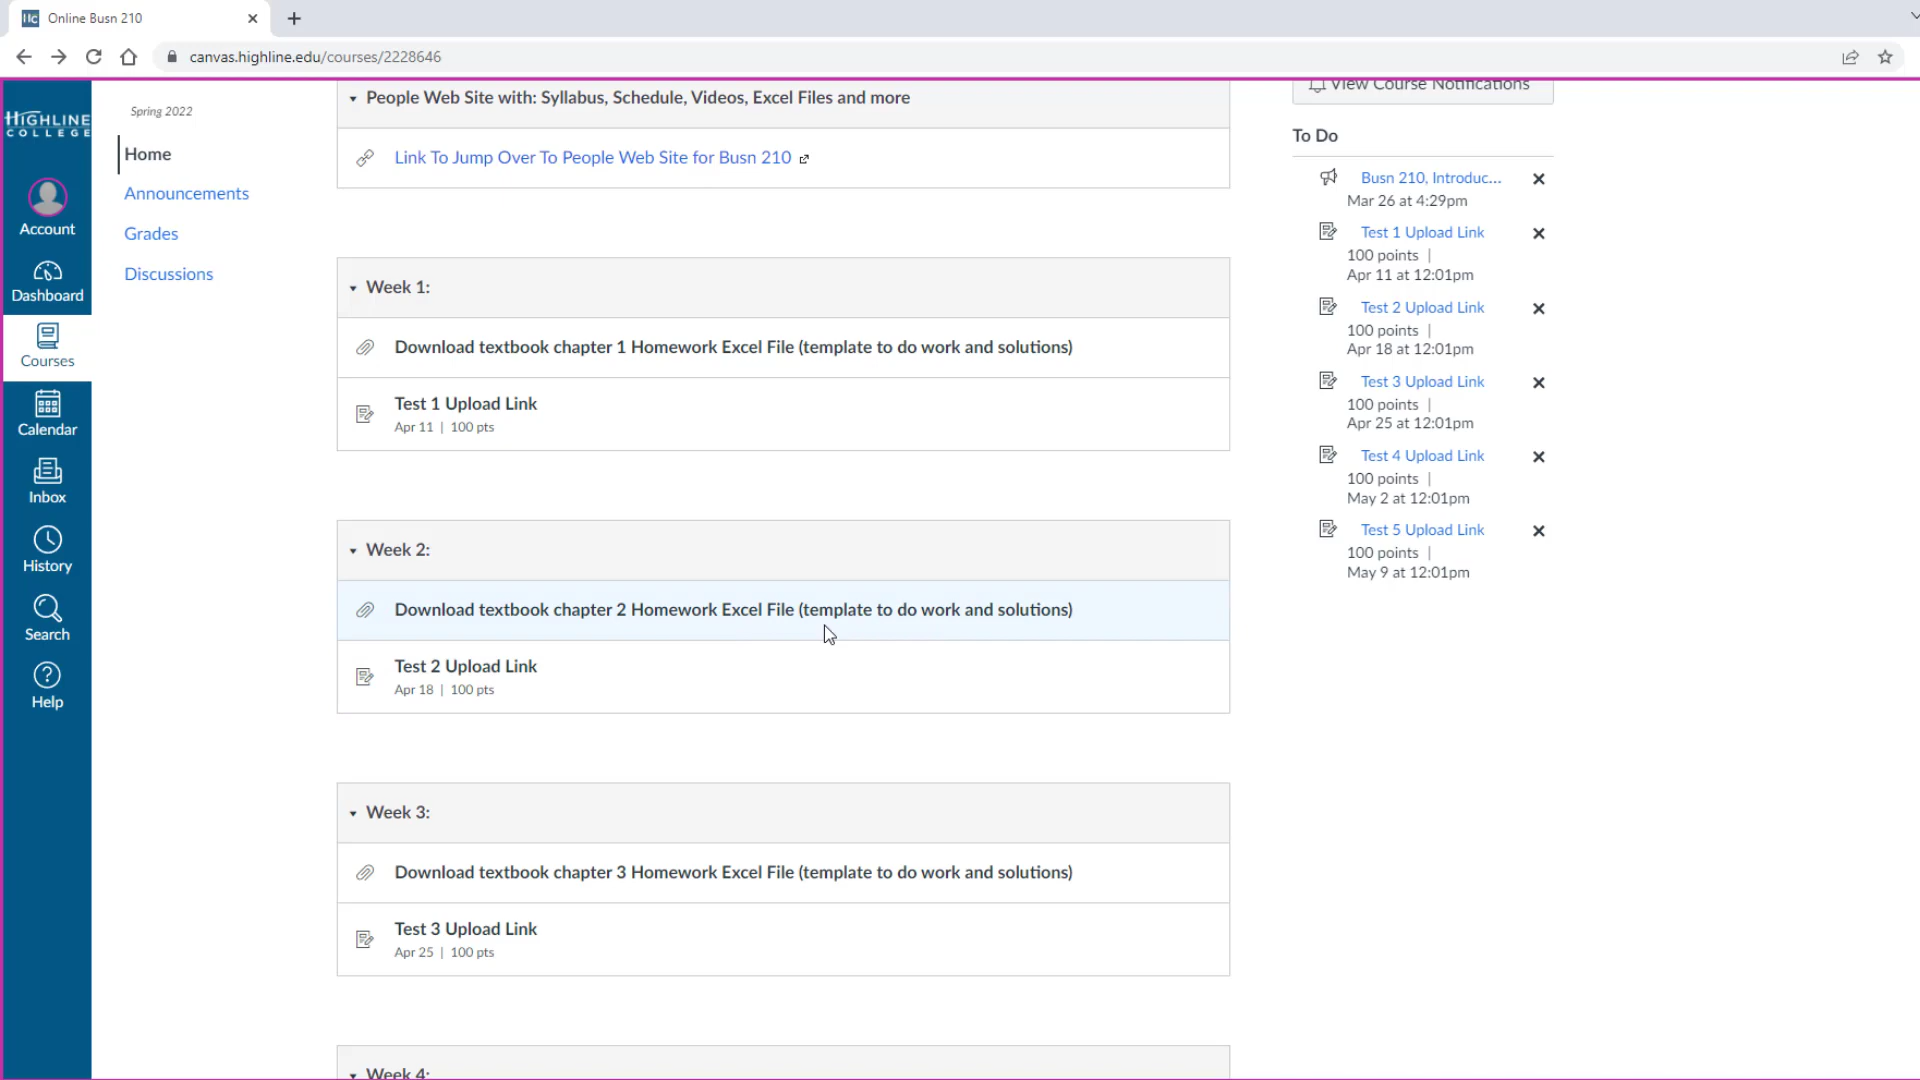 Online Busn 210
canvas.highline.edu/courses/2228646
HIGHLINE
COLLEGE
Account
Dashboard
Courses
Calendar
Inbox
History
Search
Help
Spring 2022
Home
Announcements
Grades
Discussions
People Web Site with: Syllabus, Schedule, Videos, Excel Files and more
Link To Jump Over To People Web Site for Busn 210
Week 1:
Download textbook chapter 1 Homework Excel File (template to do work and solutions)
Test 1 Upload Link
Apr 11 | 100 pts
Week 2:
Download textbook chapter 2 Homework Excel File (template to do work and solutions)
Test 2 Upload Link
Apr 18 | 100 pts
Week 3:
Download textbook chapter 3 Homework Excel File (template to do work and solutions)
Test 3 Upload Link
Apr 25 | 100 pts
Week 4:
View Course Notifications
To Do
Busn 210, Introduc...
Mar 26 at 4:29pm
Test 1 Upload Link
100 points |
Apr 11 at 12:01pm
Test 2 Upload Link
100 points |
Apr 18 at 12:01pm
Test 3 Upload Link
100 points |
Apr 25 at 12:01pm
Test 4 Upload Link
100 points |
May 2 at 12:01pm
Test 5 Upload Link
100 points |
May 9 at 12:01pm